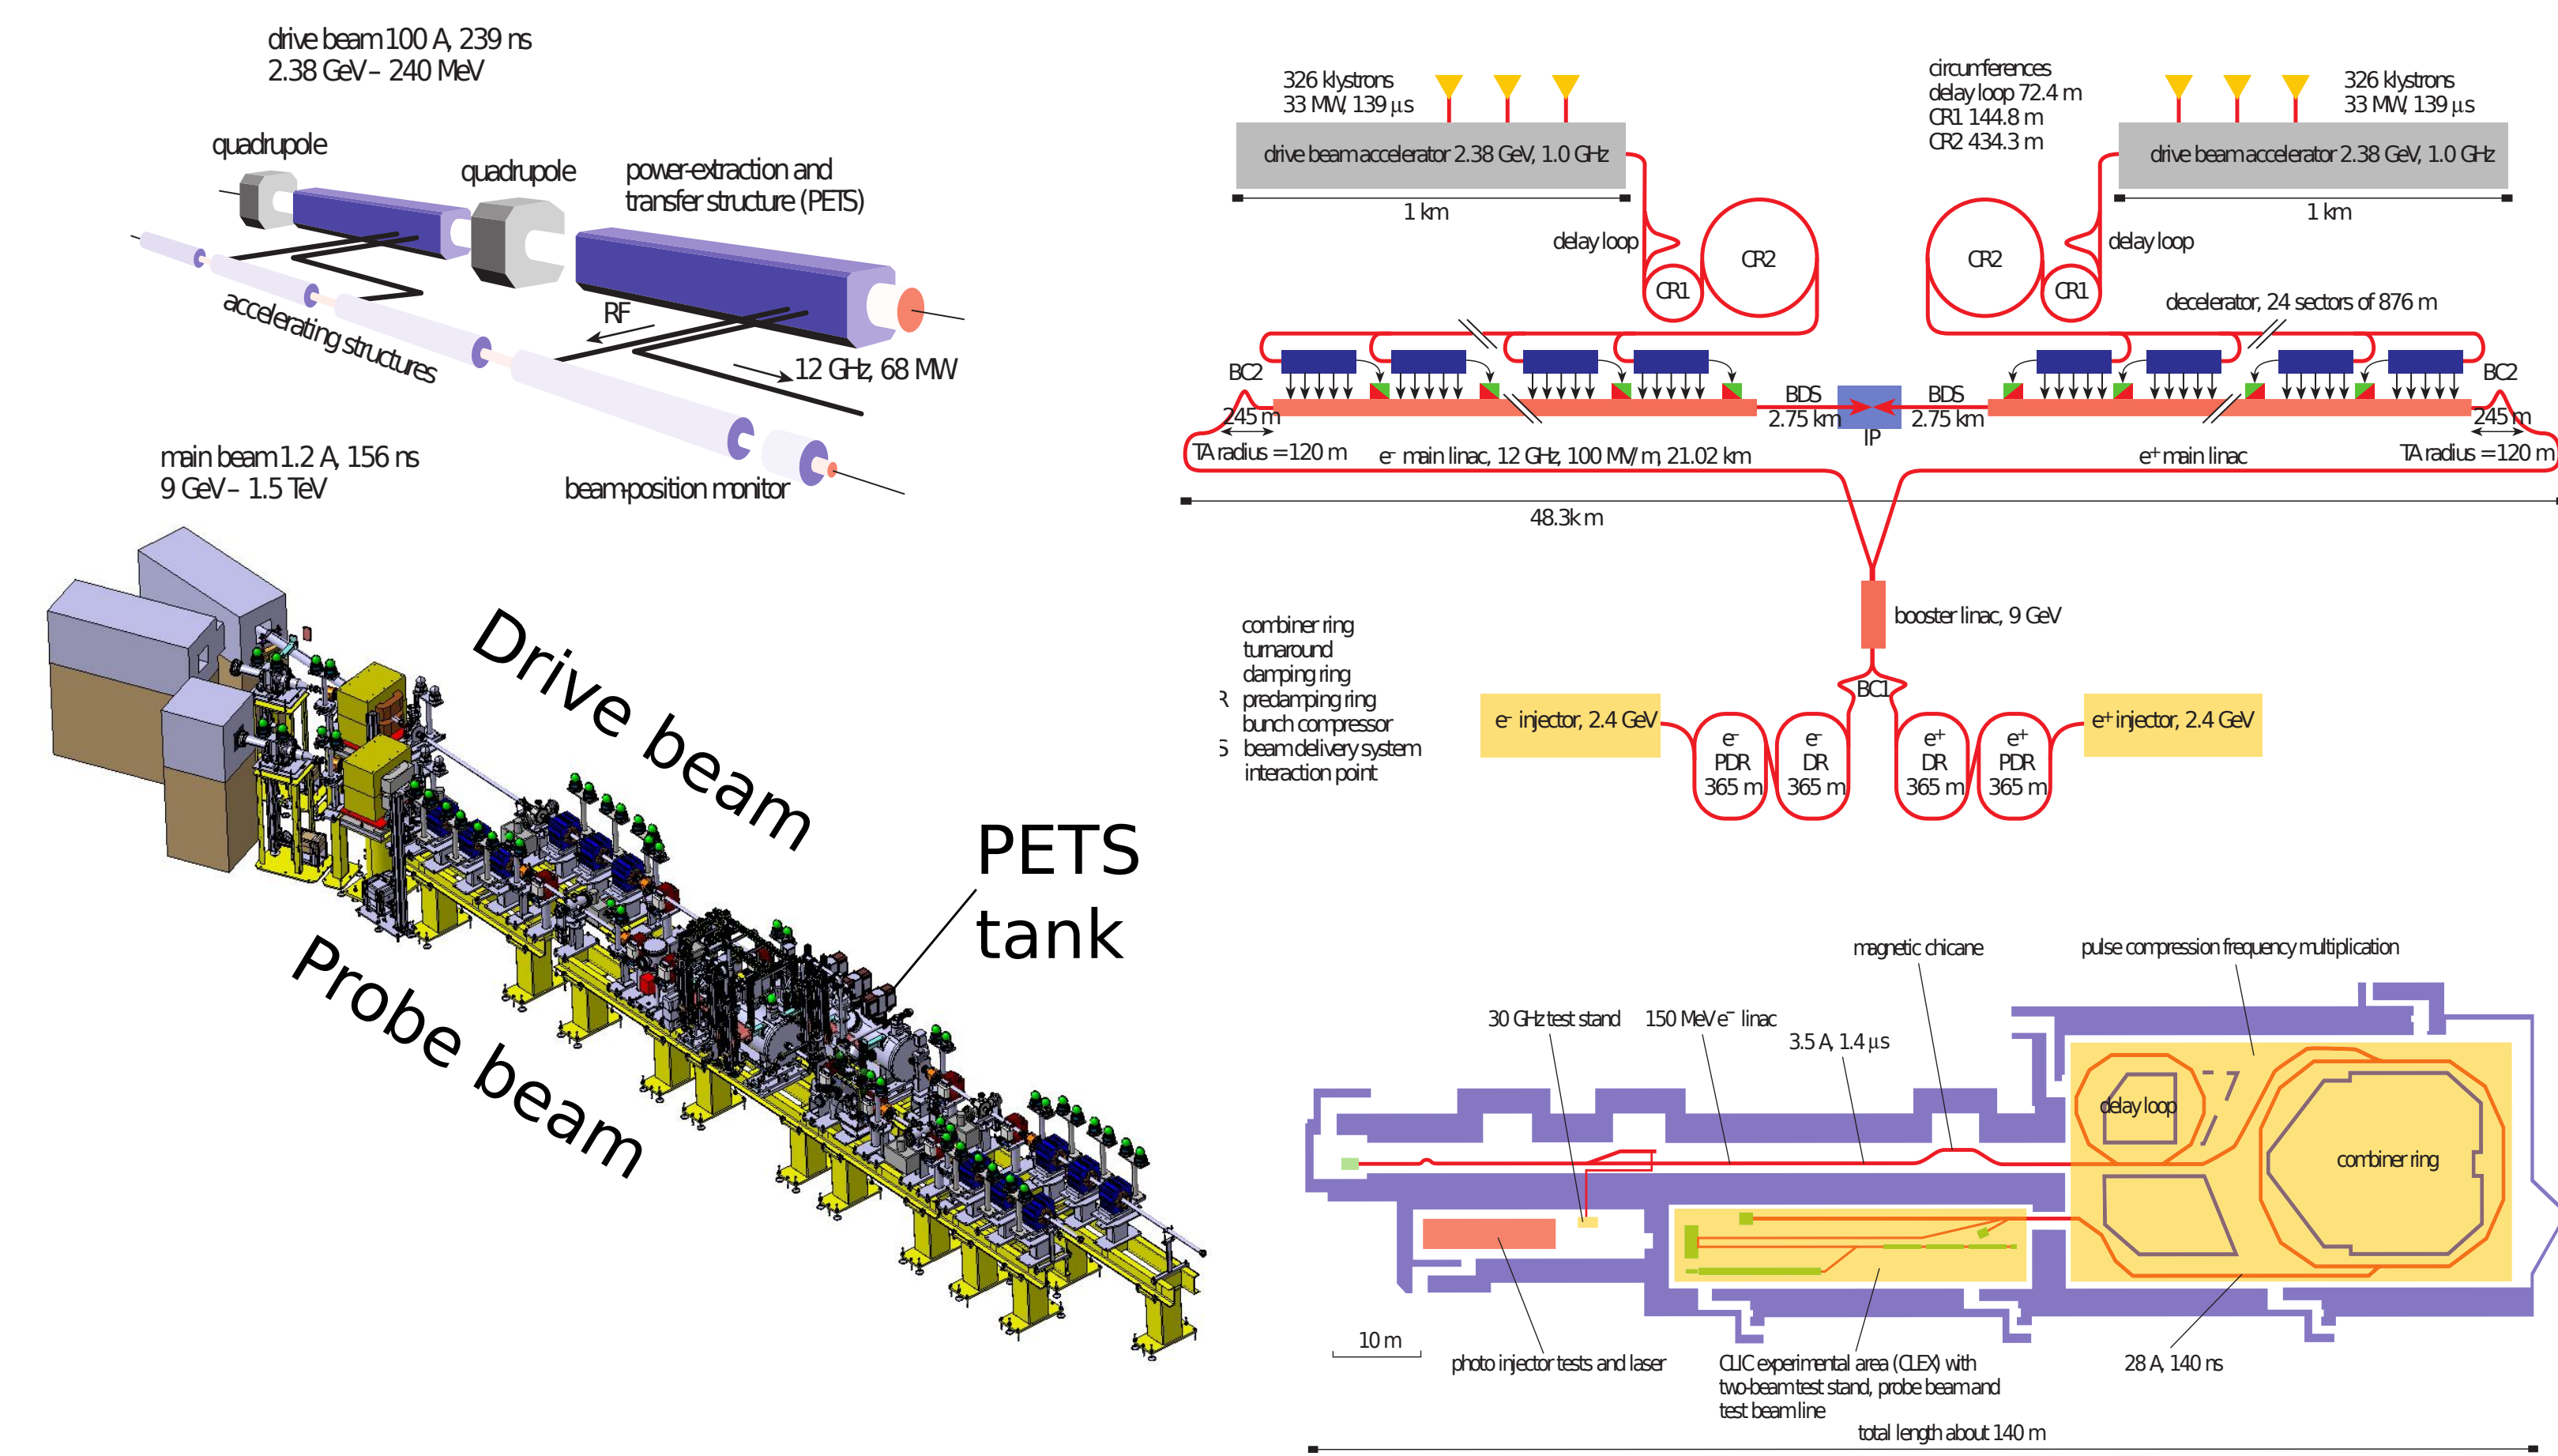 drive beam 100 A, 239 ns
2.38 GeV – 240 MeV
quadrupole
quadrupole
power-extraction and
transfer structure (PETS)
accelerating structures
RF
12 GHz, 68 MW
main beam 1.2 A, 156 ns
9 GeV – 1.5 TeV
beam-position monitor
326 klystrons
33 MW, 139 μs
circumferences
delay loop 72.4 m
CR1 144.8 m
CR2 434.3 m
326 klystrons
33 MW, 139 μs
drive beam accelerator 2.38 GeV, 1.0 GHz
drive beam accelerator 2.38 GeV, 1.0 GHz
1 km
1 km
delay loop
CR2
CR1
CR2
CR1
delay loop
decelerator, 24 sectors of 876 m
BC2
BC2
245 m
BDS
2.75 km
IP
BDS
2.75 km
245 m
TA radius = 120 m
e⁻ main linac, 12 GHz, 100 MV/m, 21.02 km
e⁺ main linac
TA radius = 120 m
48.3k m
booster linac, 9 GeV
combiner ring
turnaround
damping ring
R predamping ring
bunch compressor
S beam delivery system
interaction point
BC1
e⁻ injector, 2.4 GeV
e⁻
PDR
365 m
e⁻
DR
365 m
e⁺
DR
365 m
e⁺
PDR
365 m
e⁺ injector, 2.4 GeV
Drive beam
Probe beam
PETS
tank
magnetic chicane
pulse compression frequency multiplication
30 GHz test stand
150 MeV e⁻ linac
3.5 A, 1.4 μs
delay loop
combiner ring
10 m
photo injector tests and laser
CLIC experimental area (CLEX) with
two-beam test stand, probe beam and
test beam line
28 A, 140 ns
total length about 140 m